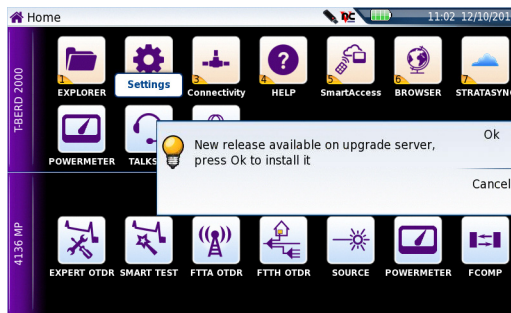 Home
DC
11:02 12/10/201
T-BERD 2000
1
3
4
5
6
7
EXPLORER
Settings
Connectivity
HELP
SmartAccess
BROWSER
STRATASYN
POWERMETER
TALKS
New release available on upgrade server,
press Ok to install it
Ok
Cancel
4136 MP
EXPERT OTDR
SMART TEST
FTTA OTDR
FTTH OTDR
SOURCE
POWERMETER
FCOMP